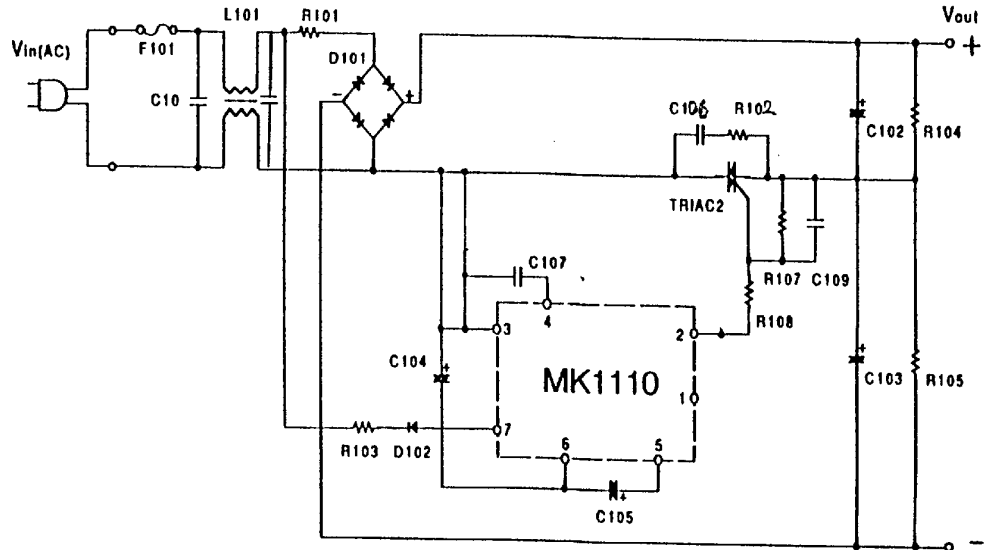 L101
R101
Vout
Vin(AC)
F101
D101
+
C10
-
+
C106
R102
+
C102
R104
TRIAC2
C107
R107
C109
3
4
2
R108
C104
+
MK1110
+
C103
R105
1
7
R103
D102
6
5
+
C105
-